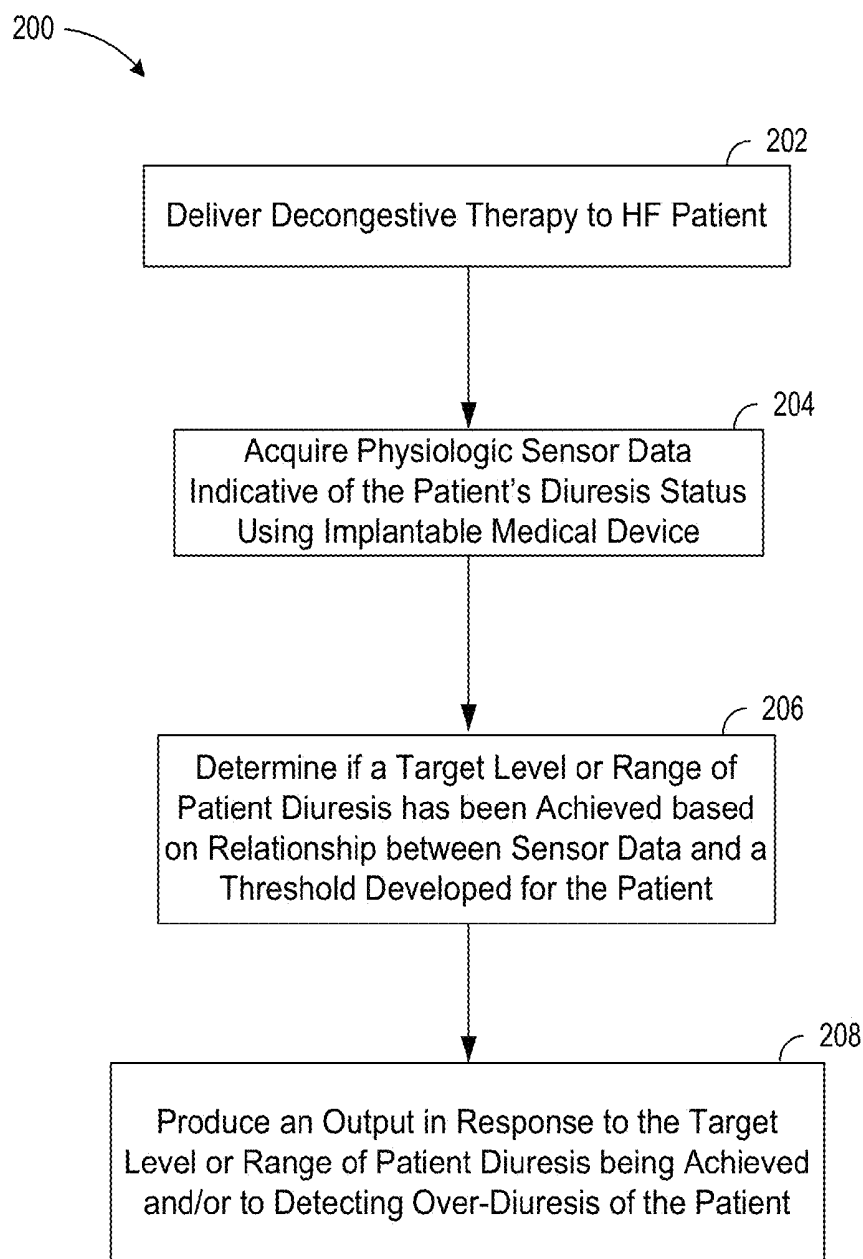 200
202
Deliver Decongestive Therapy to HF Patient
204
Acquire Physiologic Sensor Data
Indicative of the Patient's Diuresis Status
Using Implantable Medical Device
206
Determine if a Target Level or Range of
Patient Diuresis has been Achieved based
on Relationship between Sensor Data and a
Threshold Developed for the Patient
208
Produce an Output in Response to the Target
Level or Range of Patient Diuresis being Achieved
and/or to Detecting Over-Diuresis of the Patient